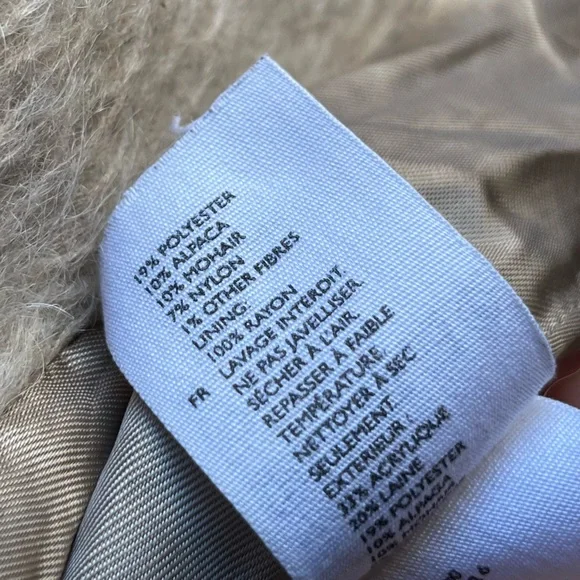 19% POLYESTER
10% ALPACA
10% MOHAIR
7% NYLON
1% OTHER FIBRES
LINING:
100% RAYON
FR LAVAGE INTERDIT.
NE PAS JAVELLISER.
SÉCHER À L'AIR.
REPASSER À FAIBLE
TEMPÉRATURE.
NETTOYER À SEC
SEULEMENT.
EXTÉRIEUR :
33% ACRYLIQUE
20% LAINE
19% POLYESTER
10% ALPAGA
10%